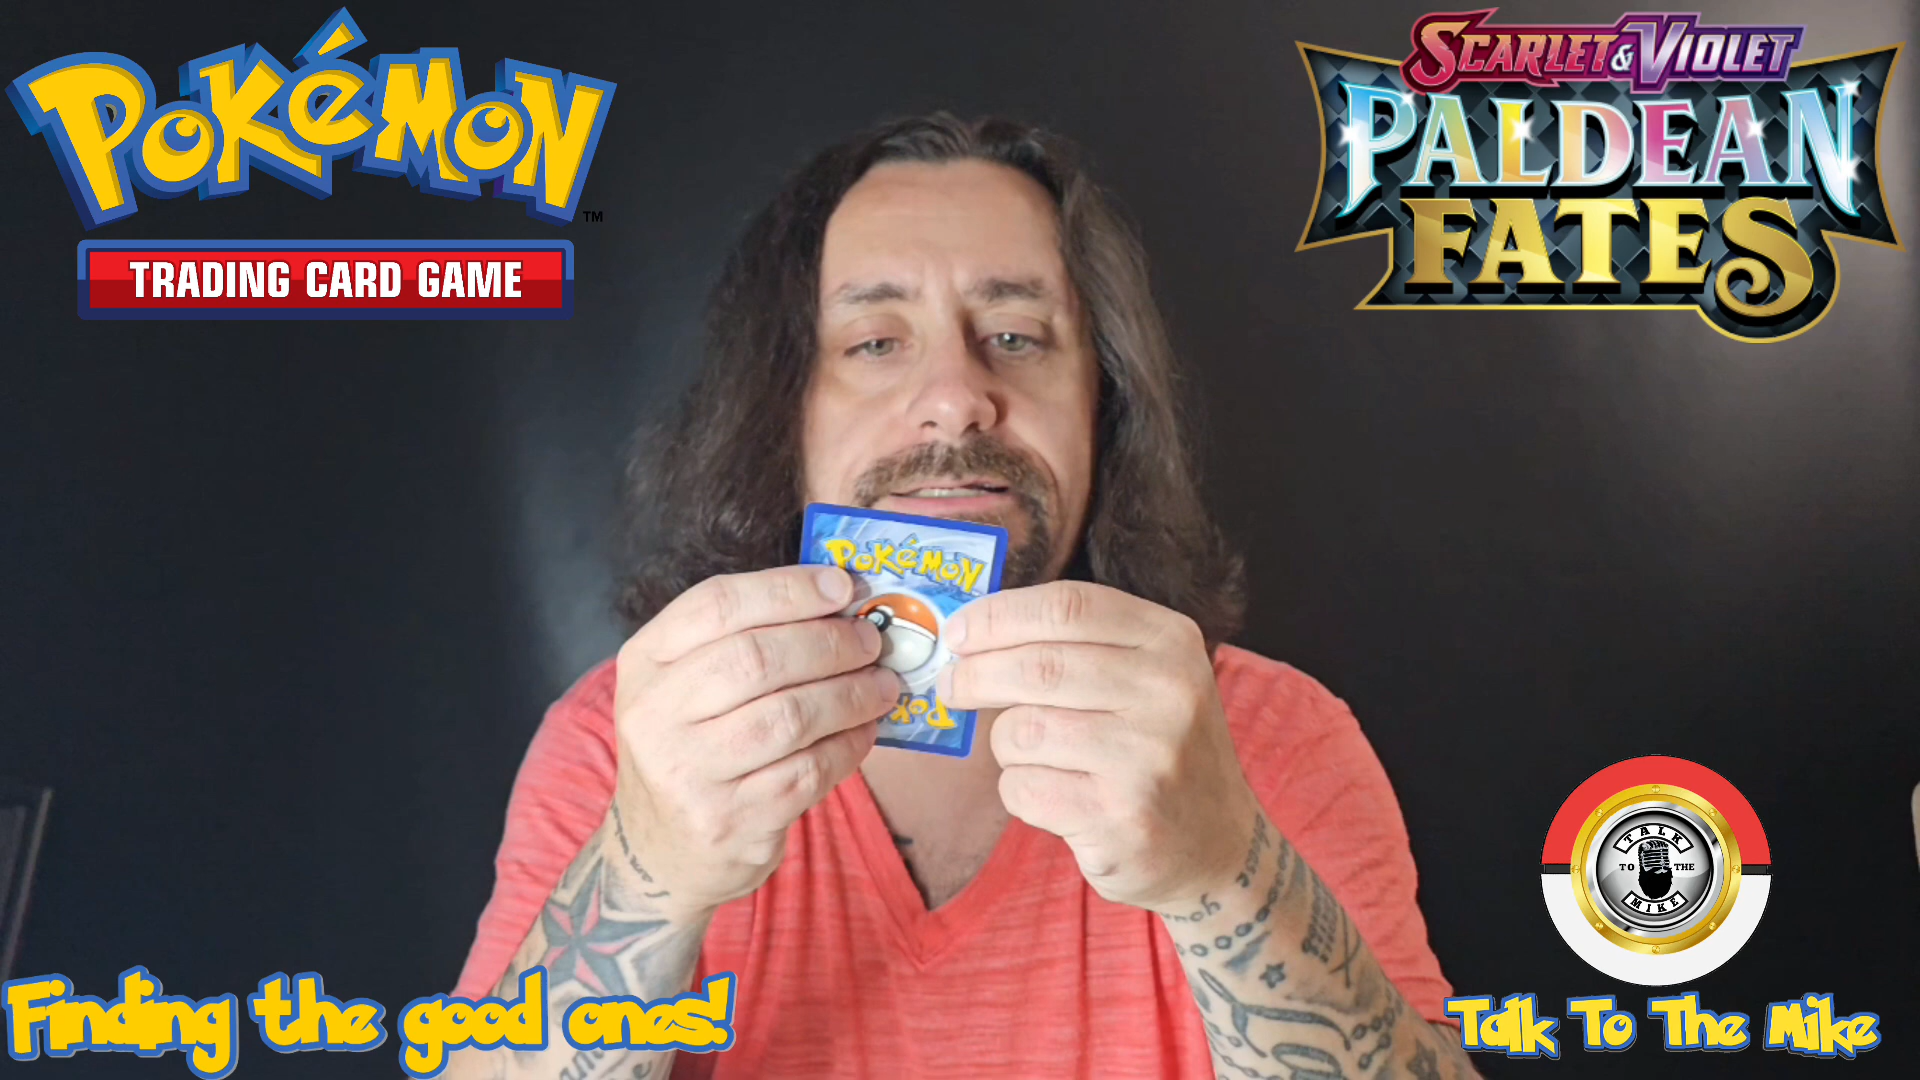 POKéMON
TM
TRADING CARD GAME
SCARLET & VIOLET
PALDEAN
FATES
POKéMON
TALK
TO THE
MIKE
Finding the good ones!
Talk To The Mike